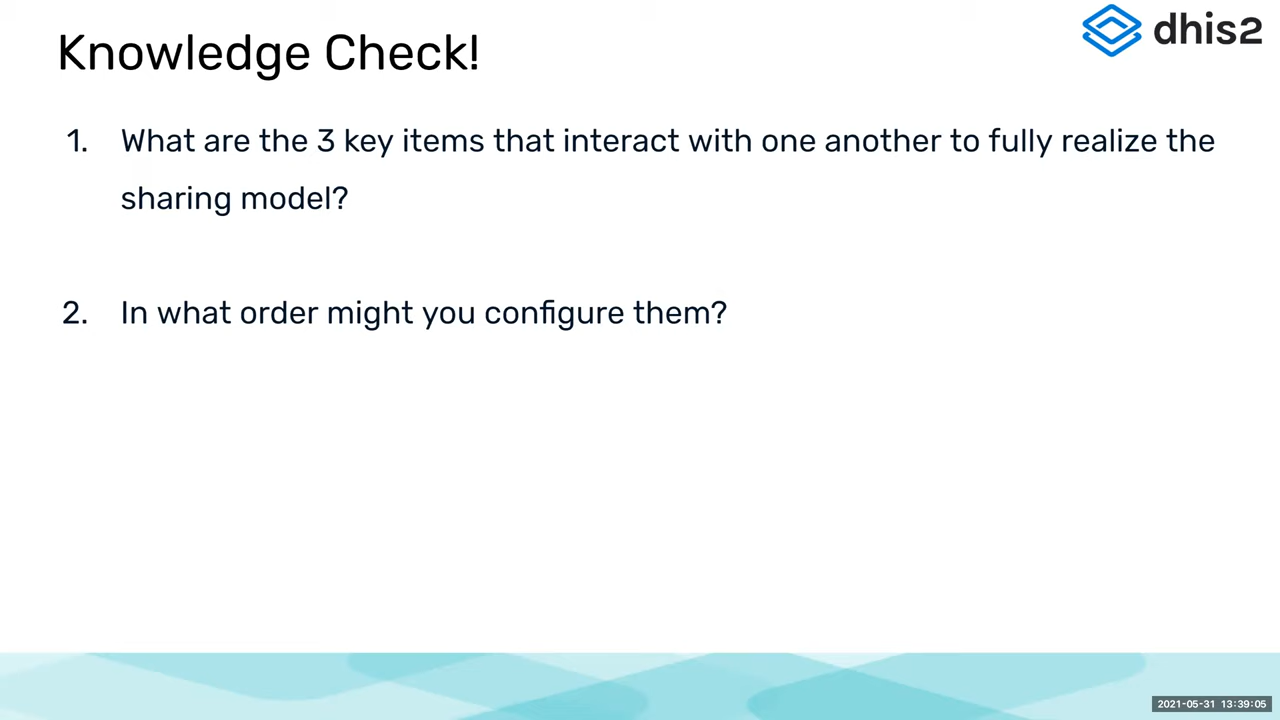 Knowledge Check!
dhis2
1. What are the 3 key items that interact with one another to fully realize the
sharing model?
2. In what order might you configure them?
2021-05-31 13:39:05